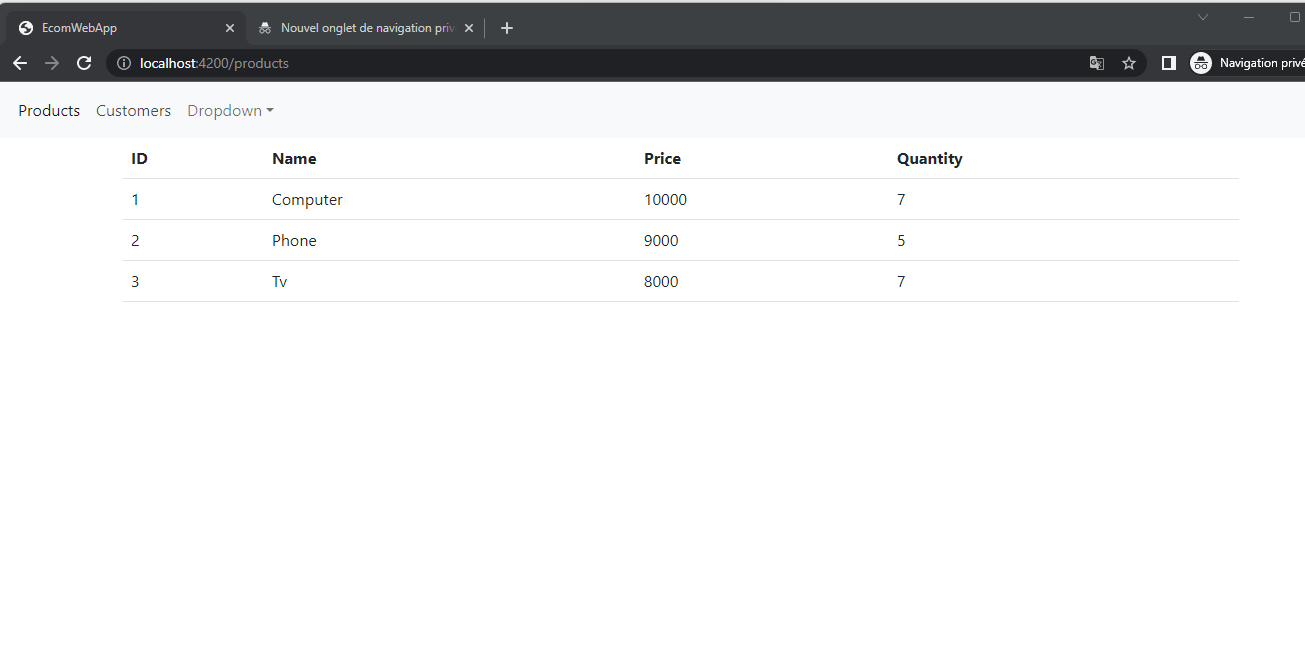 EcomWebApp Nouvel onglet de navigation priv
localhost:4200/products Navigation privé
Products Customers Dropdown
ID Name Price Quantity
1 Computer 10000 7
2 Phone 9000 5
3 Tv 8000 7